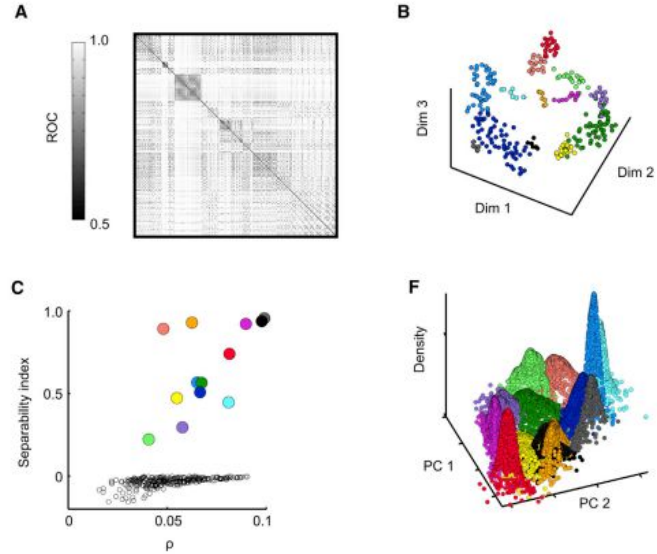 A
1.0
ROC
0.5
B
Dim 3
Dim 2
Dim 1
C
1.0
Separability index
0.5
0
0
0.05
0.1
ρ
F
Density
PC 1
PC 2